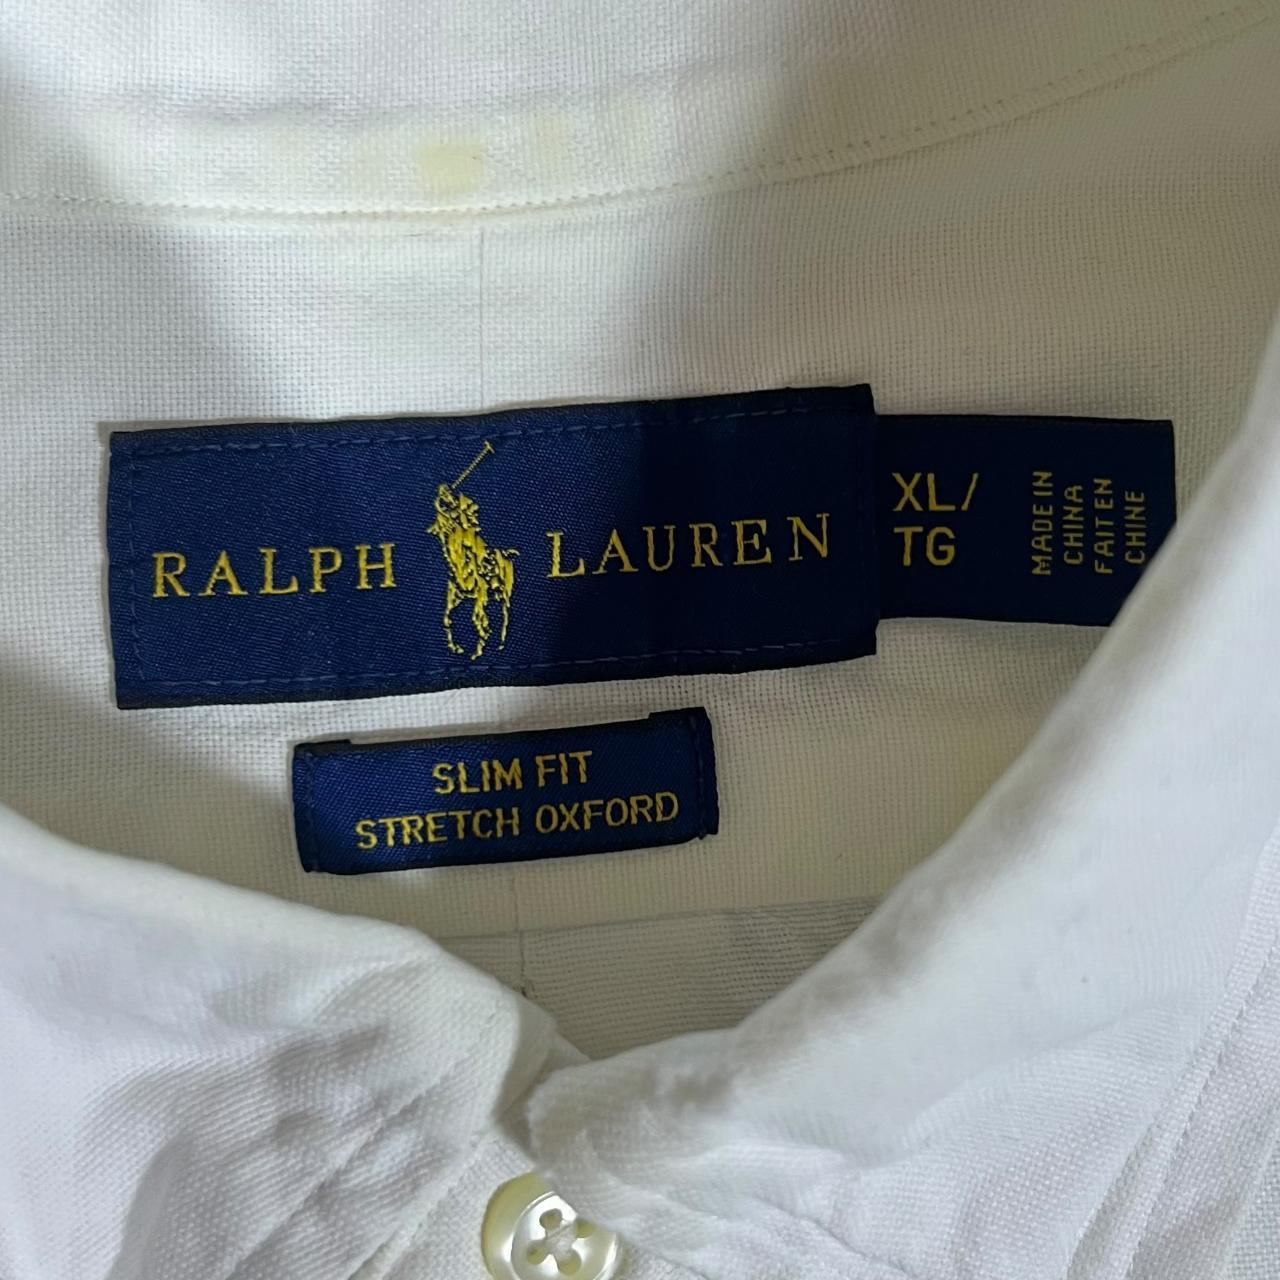 RALPH LAUREN
XL/
TG
MADE IN
CHINA
FAIT EN
CHINE
SLIM FIT
STRETCH OXFORD